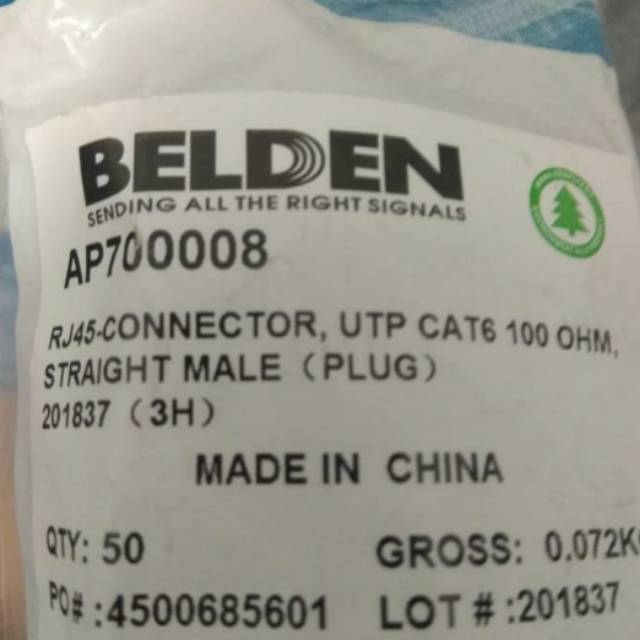 BELDEN
SENDING ALL THE RIGHT SIGNALS
AP700008
RJ45-CONNECTOR, UTP CAT6 100 OHM,
STRAIGHT MALE (PLUG)
201837 (3H)
MADE IN CHINA
QTY: 50
GROSS: 0.072K
PO# :4500685601
LOT # :201837